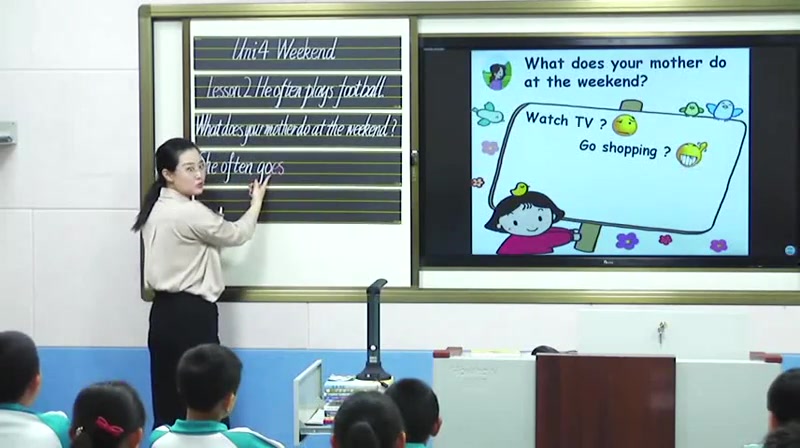 Uni4 Weekend
Lesson 2 He often plays football.
What does your mother do at the weekend?
She often goes
What does your mother do
at the weekend?
Watch TV ?
Go shopping ?